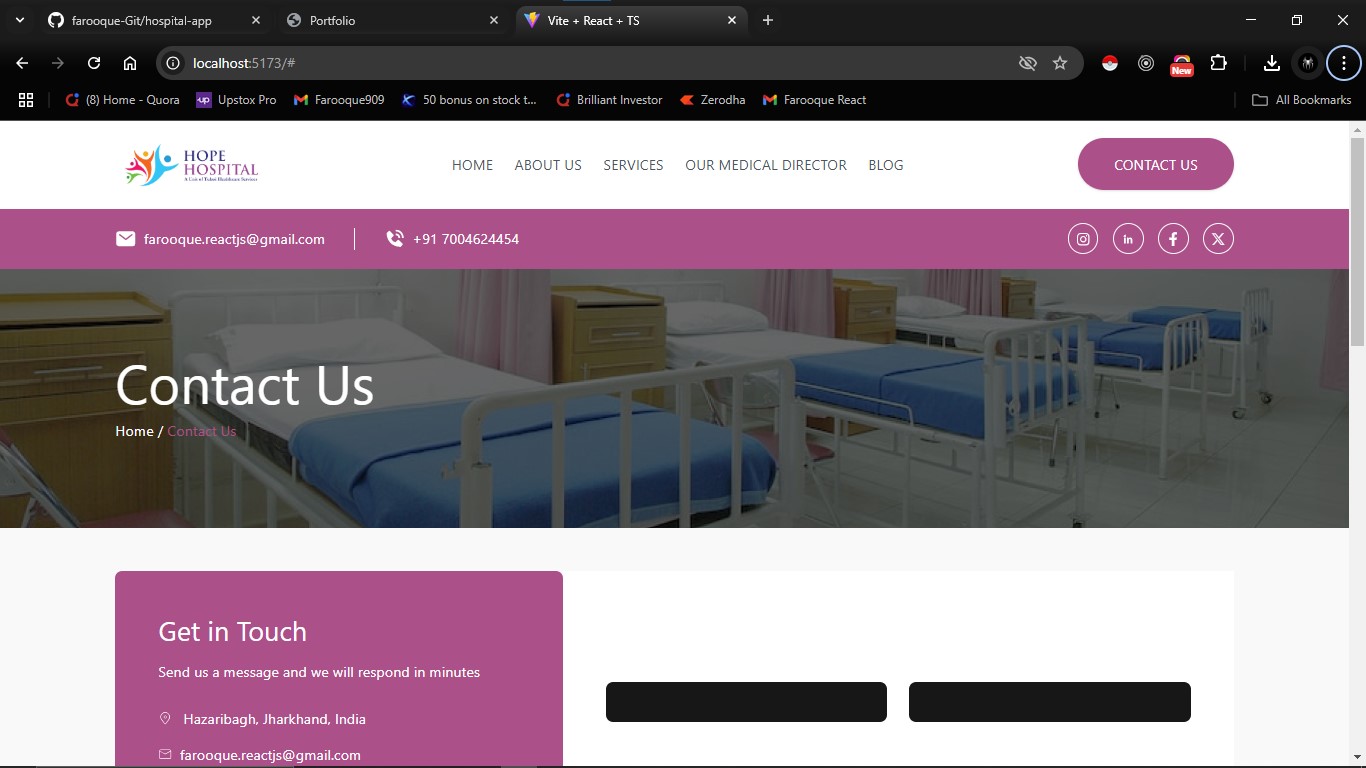 farooque-Git/hospital-app
Portfolio
Vite + React + TS
localhost:5173/#
New
(8) Home - Quora
up
Upstox Pro
Farooque909
50 bonus on stock t...
Brilliant Investor
Zerodha
Farooque React
All Bookmarks
HOPE
HOSPITAL
HOME
ABOUT US
SERVICES
OUR MEDICAL DIRECTOR
BLOG
CONTACT US
farooque.reactjs@gmail.com
+91 7004624454
in
Contact Us
Home / Contact Us
Get in Touch
Send us a message and we will respond in minutes
Hazaribagh, Jharkhand, India
farooque.reactjs@gmail.com